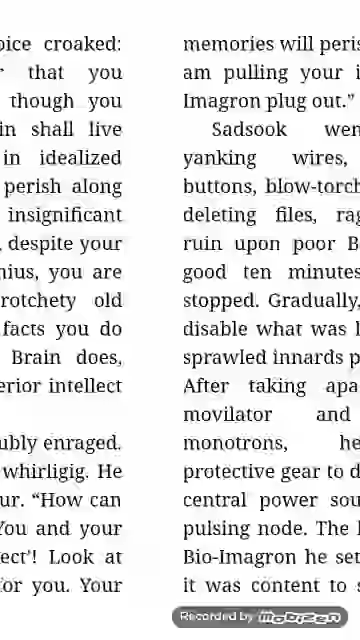 oice croaked:
that you
though you
in shall live
in idealized
perish along
insignificant
, despite your
nius, you are
rotchety old
facts you do
Brain does,
erior intellect
ubly enraged.
whirligig. He
ur. “How can
You and your
ect’! Look at
for you. Your
memories will peris
am pulling your i
Imagron plug out.”
Sadsook wen
yanking wires,
buttons, blow-torch
deleting files, rag
ruin upon poor B
good ten minutes
stopped. Gradually,
disable what was l
sprawled innards p
After taking apa
movilator and
monotrons, he
protective gear to d
central power sou
pulsing node. The l
Bio-Imagron he set
it was content to s
Recorded by mobizen